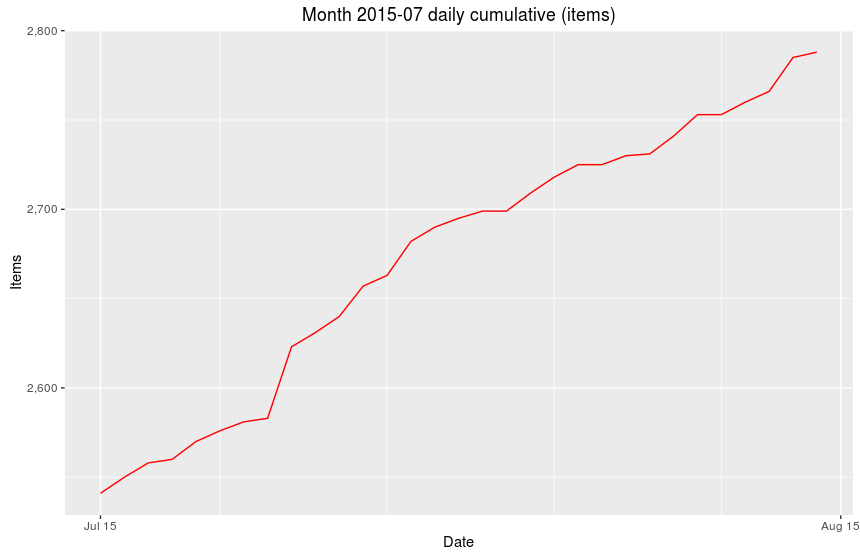 Month 2015-07 daily cumulative (items)
2,800
2,700
2,600
Items
Jul 15
Aug 15
Date